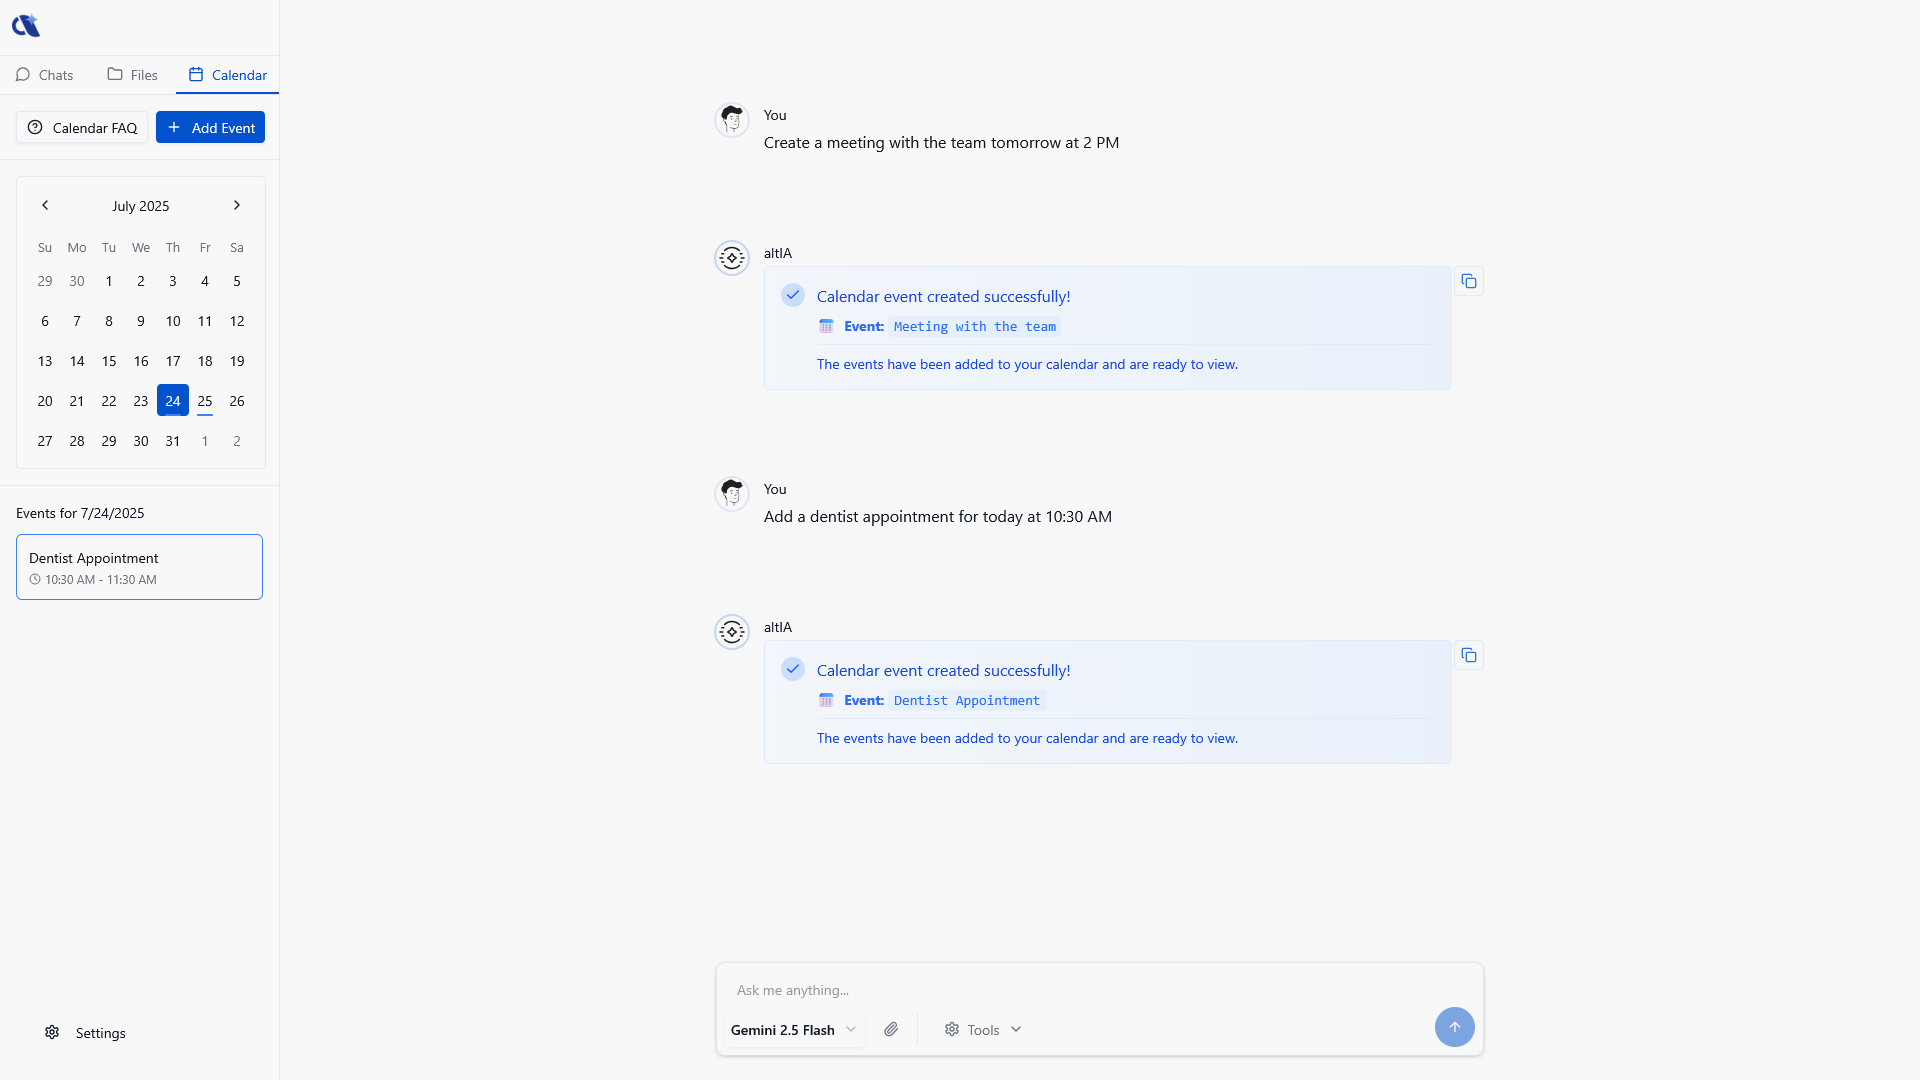 Chats Files Calendar
Calendar FAQ Add Event
July 2025
Su Mo Tu We Th Fr Sa
29 30 1 2 3 4 5
6 7 8 9 10 11 12
13 14 15 16 17 18 19
20 21 22 23 24 25 26
27 28 29 30 31 1 2
Events for 7/24/2025
Dentist Appointment
10:30 AM - 11:30 AM
Settings
You
Create a meeting with the team tomorrow at 2 PM
altIA
Calendar event created successfully!
Event: Meeting with the team
The events have been added to your calendar and are ready to view.
You
Add a dentist appointment for today at 10:30 AM
altIA
Calendar event created successfully!
Event: Dentist Appointment
The events have been added to your calendar and are ready to view.
Ask me anything...
Gemini 2.5 Flash Tools